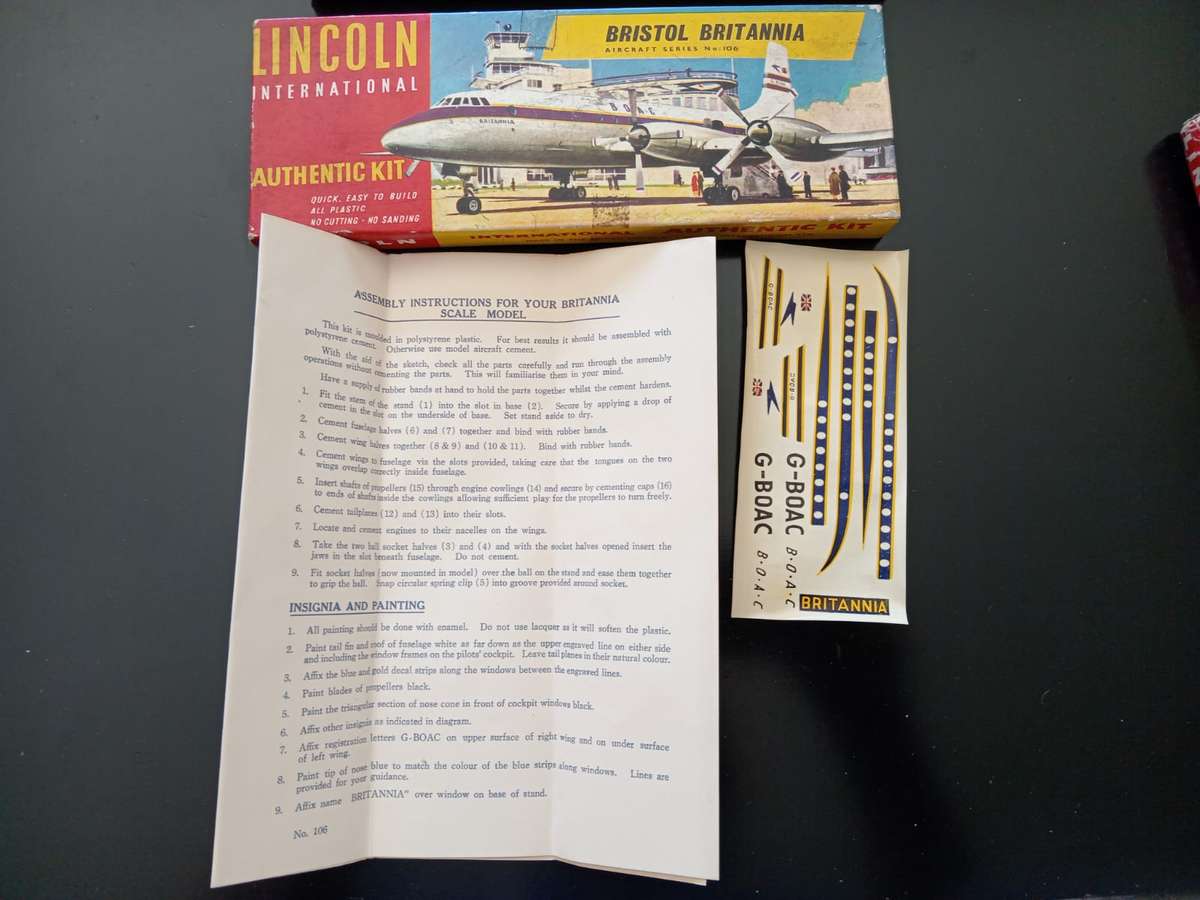 LINCOLN
INTERNATIONAL
AUTHENTIC KIT
QUICK, EASY TO BUILD
ALL PLASTIC
NO CUTTING - NO SANDING
BRISTOL BRITANNIA
AIRCRAFT SERIES No: 106
B·O·A·C
BRITANNIA
LN
INTERNATIONAL AUTHENTIC KIT
ASSEMBLY INSTRUCTIONS FOR YOUR BRITANNIA
SCALE MODEL
This kit is moulded in polystyrene plastic. For best results it should be assembled with
polystyrene cement. Otherwise use model aircraft cement.
With the aid of the sketch, check all the parts carefully and run through the assembly
operations without cementing the parts. This will familiarise them in your mind.
Have a supply of rubber bands at hand to hold the parts together whilst the cement hardens.
1. Fit the stem of the stand (1) into the slot in base (2). Secure by applying a drop of
cement in the slot on the underside of base. Set stand aside to dry.
2. Cement fuselage halves (6) and (7) together and bind with rubber bands.
3. Cement wing halves together (8 & 9) and (10 & 11). Bind with rubber bands.
4. Cement wings to fuselage via the slots provided, taking care that the tongues on the two
wings overlap correctly inside fuselage.
5. Insert shafts of propellers (15) through engine cowlings (14) and secure by cementing caps (16)
to ends of shafts inside the cowlings allowing sufficient play for the propellers to turn freely.
6. Cement tailplanes (12) and (13) into their slots.
7. Locate and cement engines to their nacelles on the wings.
8. Take the two ball socket halves (3) and (4) and with the socket halves opened insert the
jaws in the slot beneath fuselage. Do not cement.
9. Fit socket halves (now mounted in model) over the ball on the stand and ease them together
to grip the ball. Snap circular spring clip (5) into groove provided around socket.
INSIGNIA AND PAINTING
1. All painting should be done with enamel. Do not use lacquer as it will soften the plastic.
2. Paint tail fin and roof of fuselage white as far down as the upper engraved line on either side
and including the window frames on the pilots' cockpit. Leave tail planes in their natural colour.
3. Affix the blue and gold decal strips along the windows between the engraved lines.
4. Paint blades of propellers black.
5. Paint the triangular section of nose cone in front of cockpit windows black.
6. Affix other insignia as indicated in diagram.
7. Affix registration letters G-BOAC on upper surface of right wing and on under surface
of left wing.
8. Paint tip of nose blue to match the colour of the blue strips along windows. Lines are
provided for your guidance.
9. Affix name BRITANNIA" over window on base of stand.
No. 106
G-BOAC
G-BOAC
G-BOAC
G-BOAC
B·O·A·C
B·O·A·C
BRITANNIA